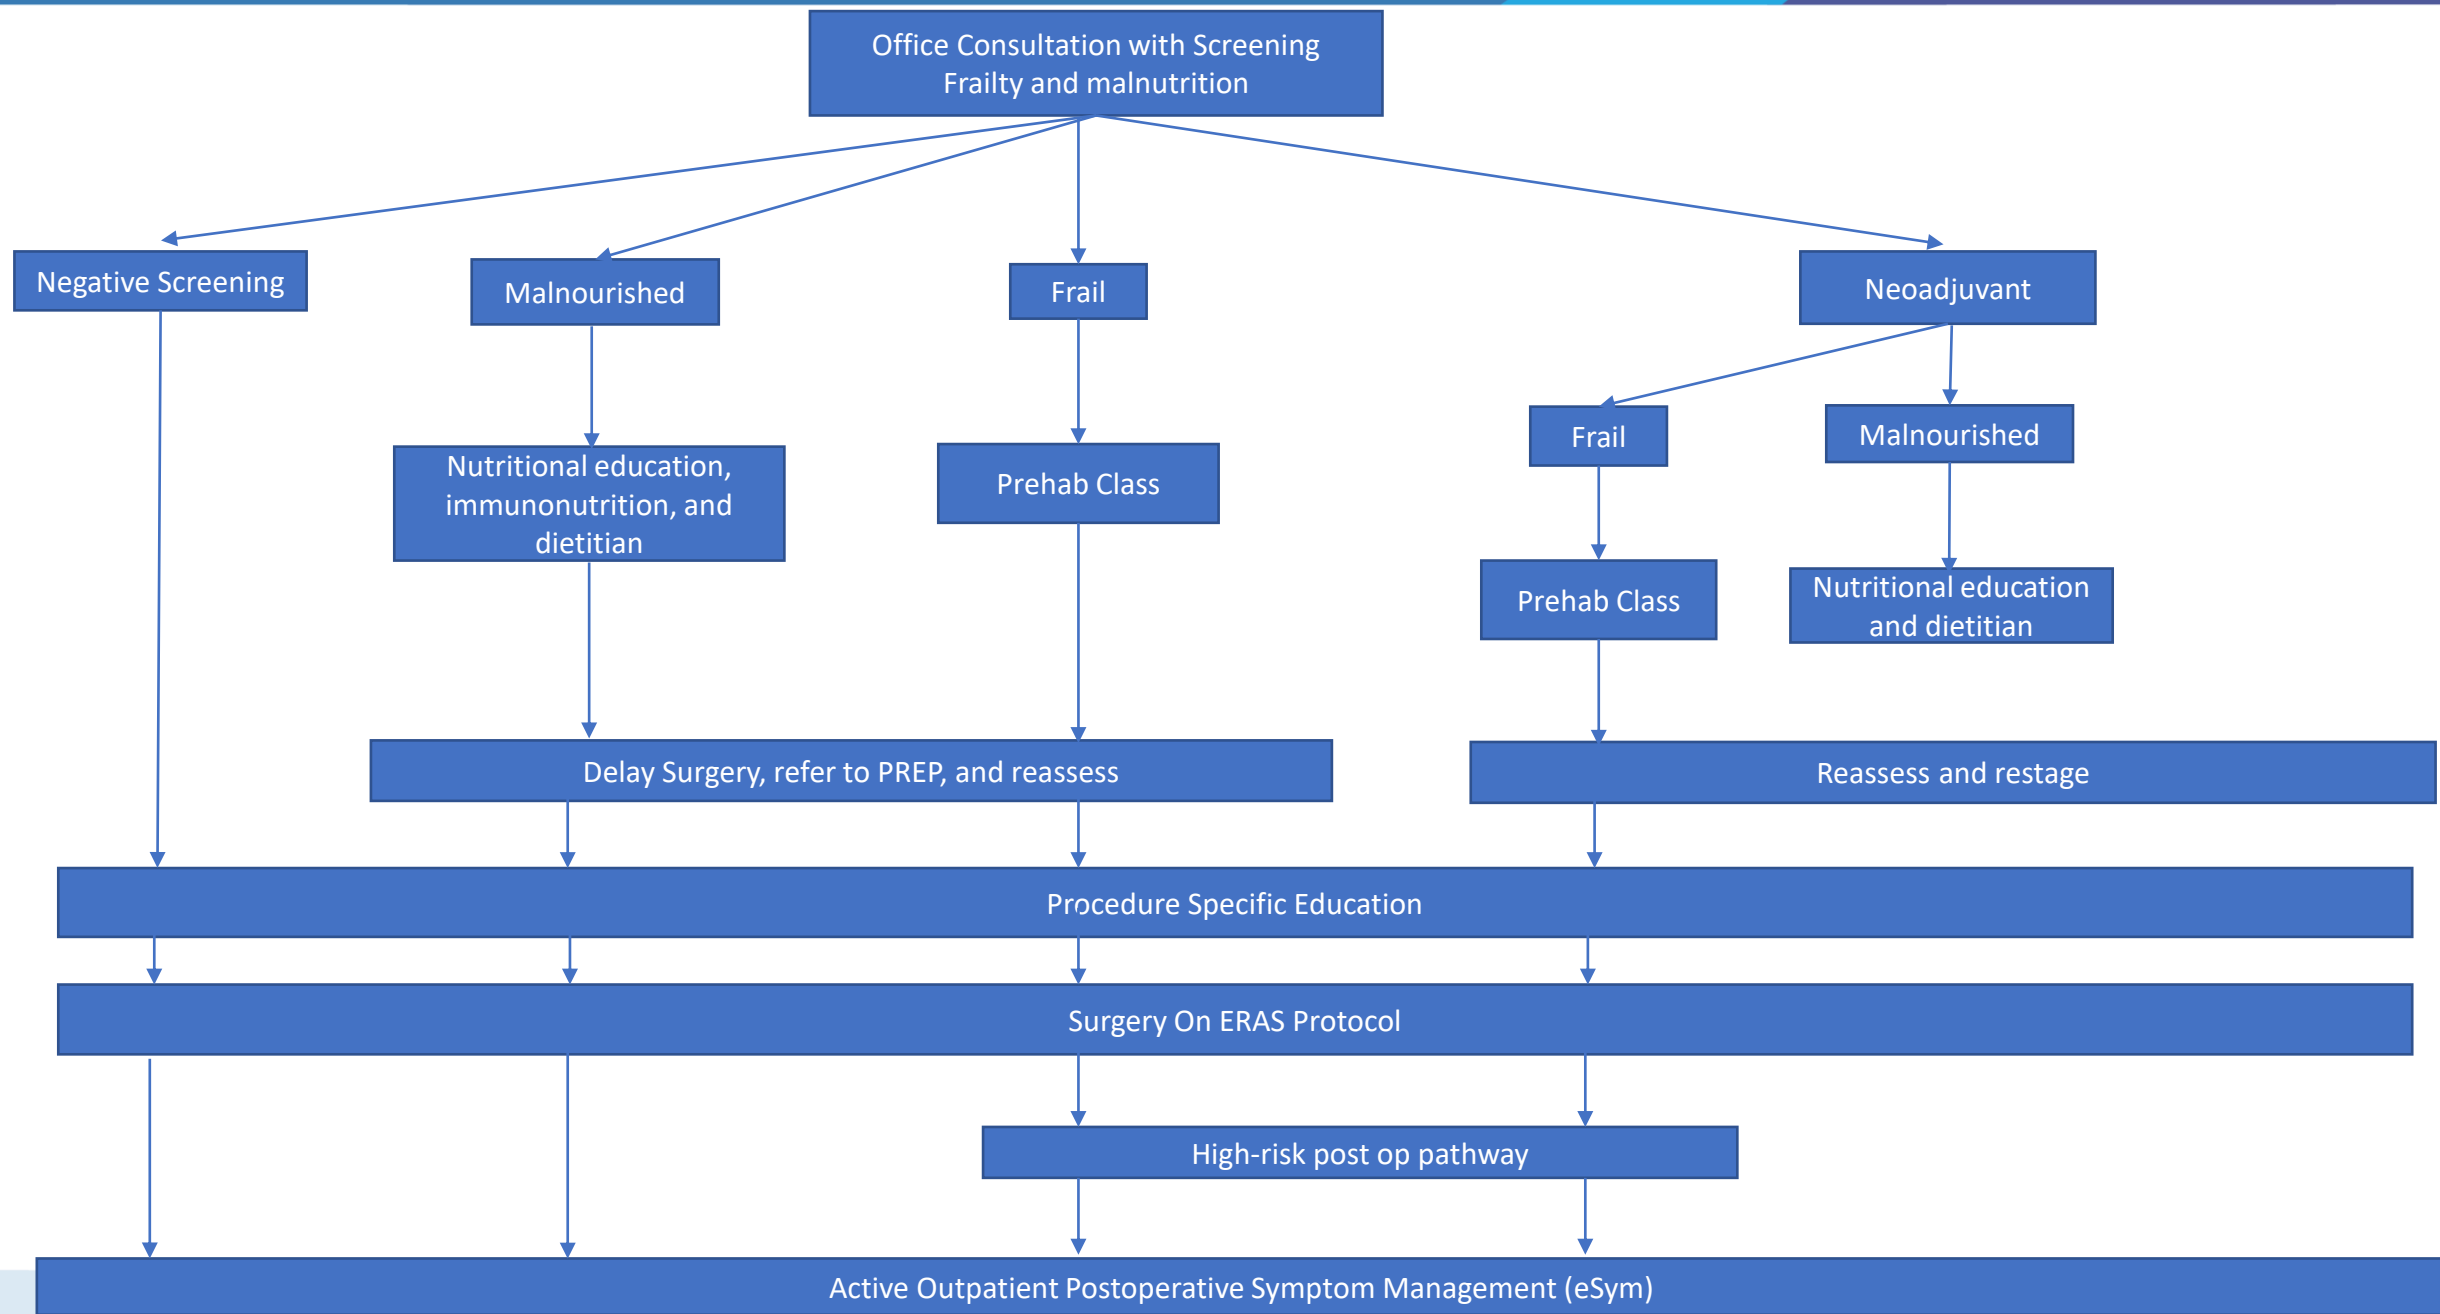 Office Consultation with Screening
Frailty and malnutrition
Negative Screening
Malnourished
Frail
Neoadjuvant
Frail
Malnourished
Nutritional education,
immunonutrition, and
dietitian
Prehab Class
Prehab Class
Nutritional education
and dietitian
Delay Surgery, refer to PREP, and reassess
Reassess and restage
Procedure Specific Education
Surgery On ERAS Protocol
High-risk post op pathway
Active Outpatient Postoperative Symptom Management (eSym)